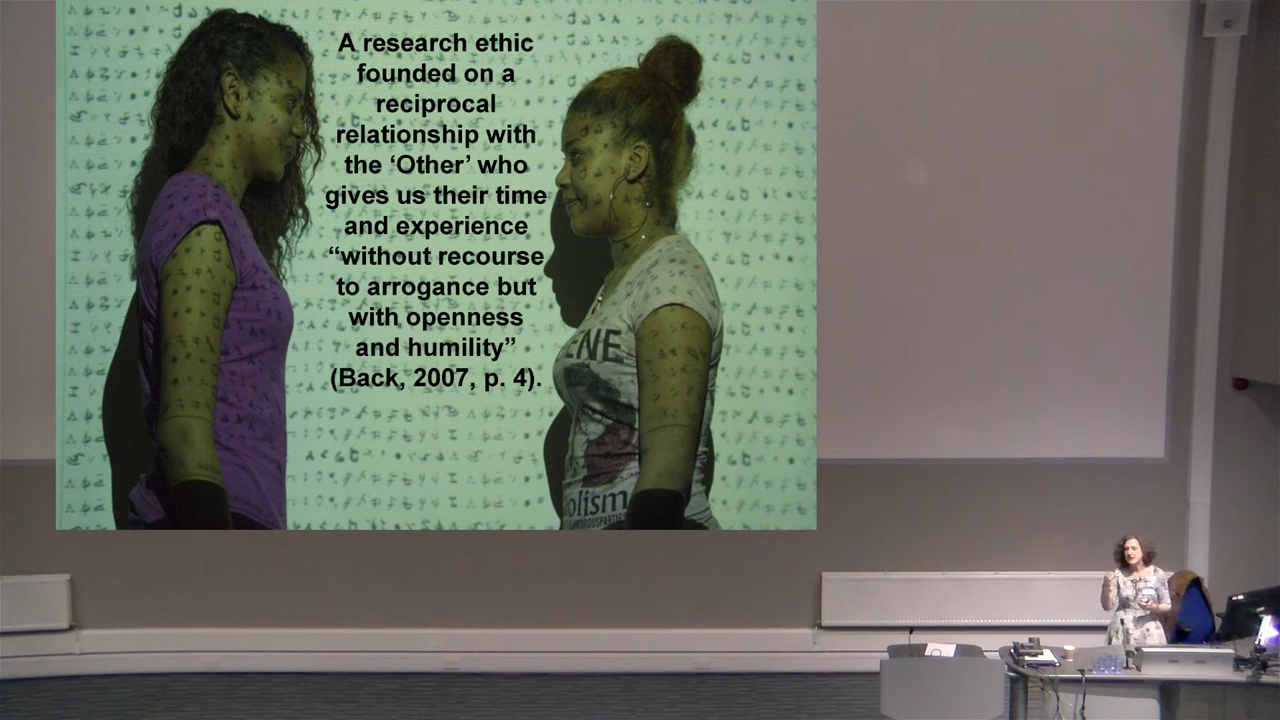 A research ethic
founded on a
reciprocal
relationship with
the ‘Other’ who
gives us their time
and experience
“without recourse
to arrogance but
with openness
and humility”
(Back, 2007, p. 4).
ENE
olism